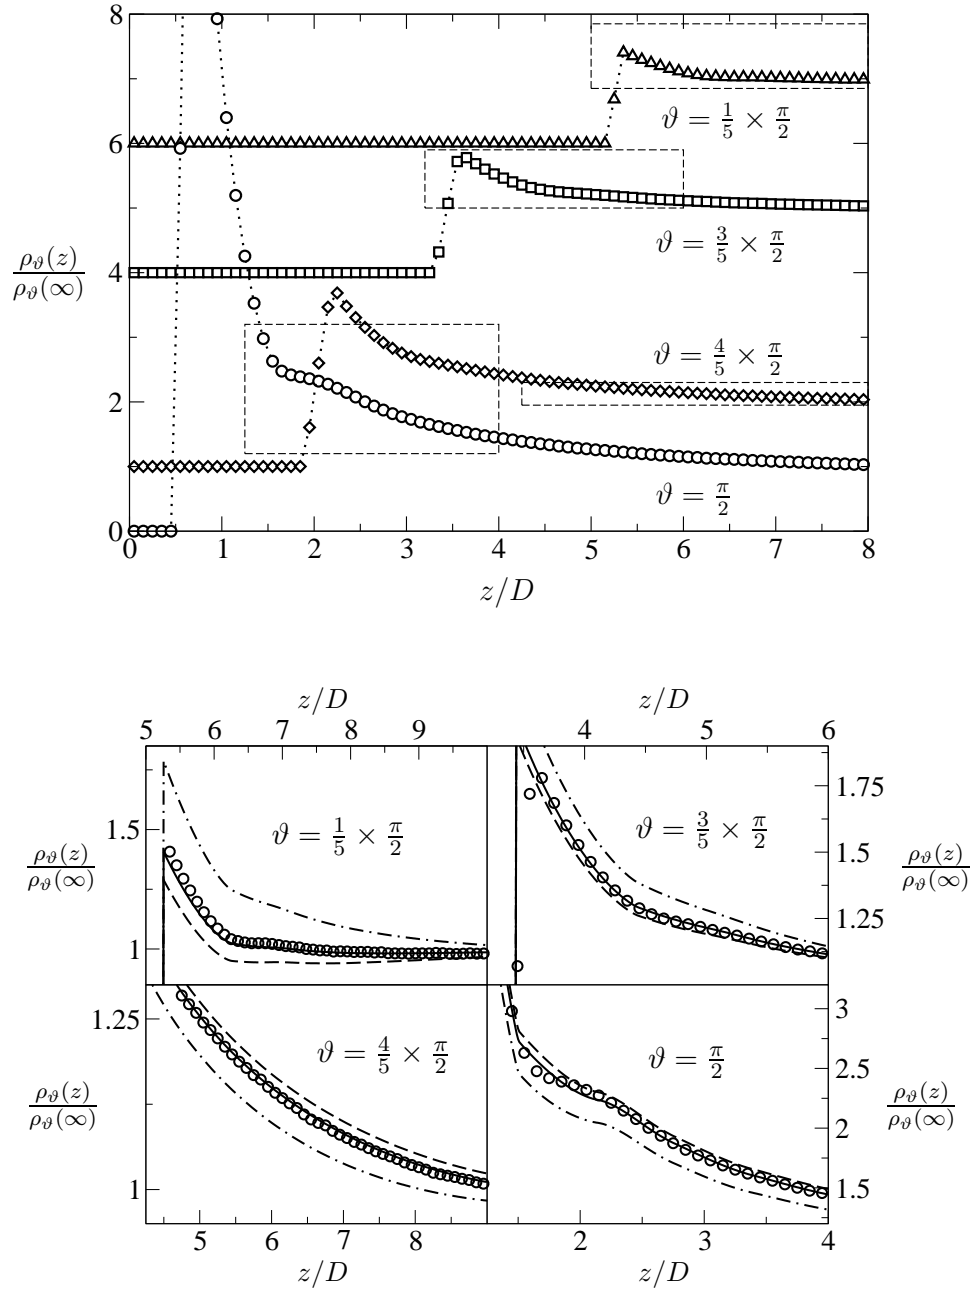 8
ϑ = 1/5 × π/2
6
ϑ = 3/5 × π/2
ρϑ(z)/ρϑ(∞)
4
ϑ = 4/5 × π/2
2
ϑ = π/2
0
0 1 2 3 4 5 6 7 8
z/D
z/D z/D
5 6 7 8 9 4 5 6
1.75
1.5 ϑ = 1/5 × π/2 ϑ = 3/5 × π/2
1.5
ρϑ(z)/ρϑ(∞) ρϑ(z)/ρϑ(∞)
1.25
1
1.25 3
ϑ = 4/5 × π/2 ϑ = π/2
2.5
ρϑ(z)/ρϑ(∞) ρϑ(z)/ρϑ(∞)
2
1 1.5
5 6 7 8 2 3 4
z/D z/D